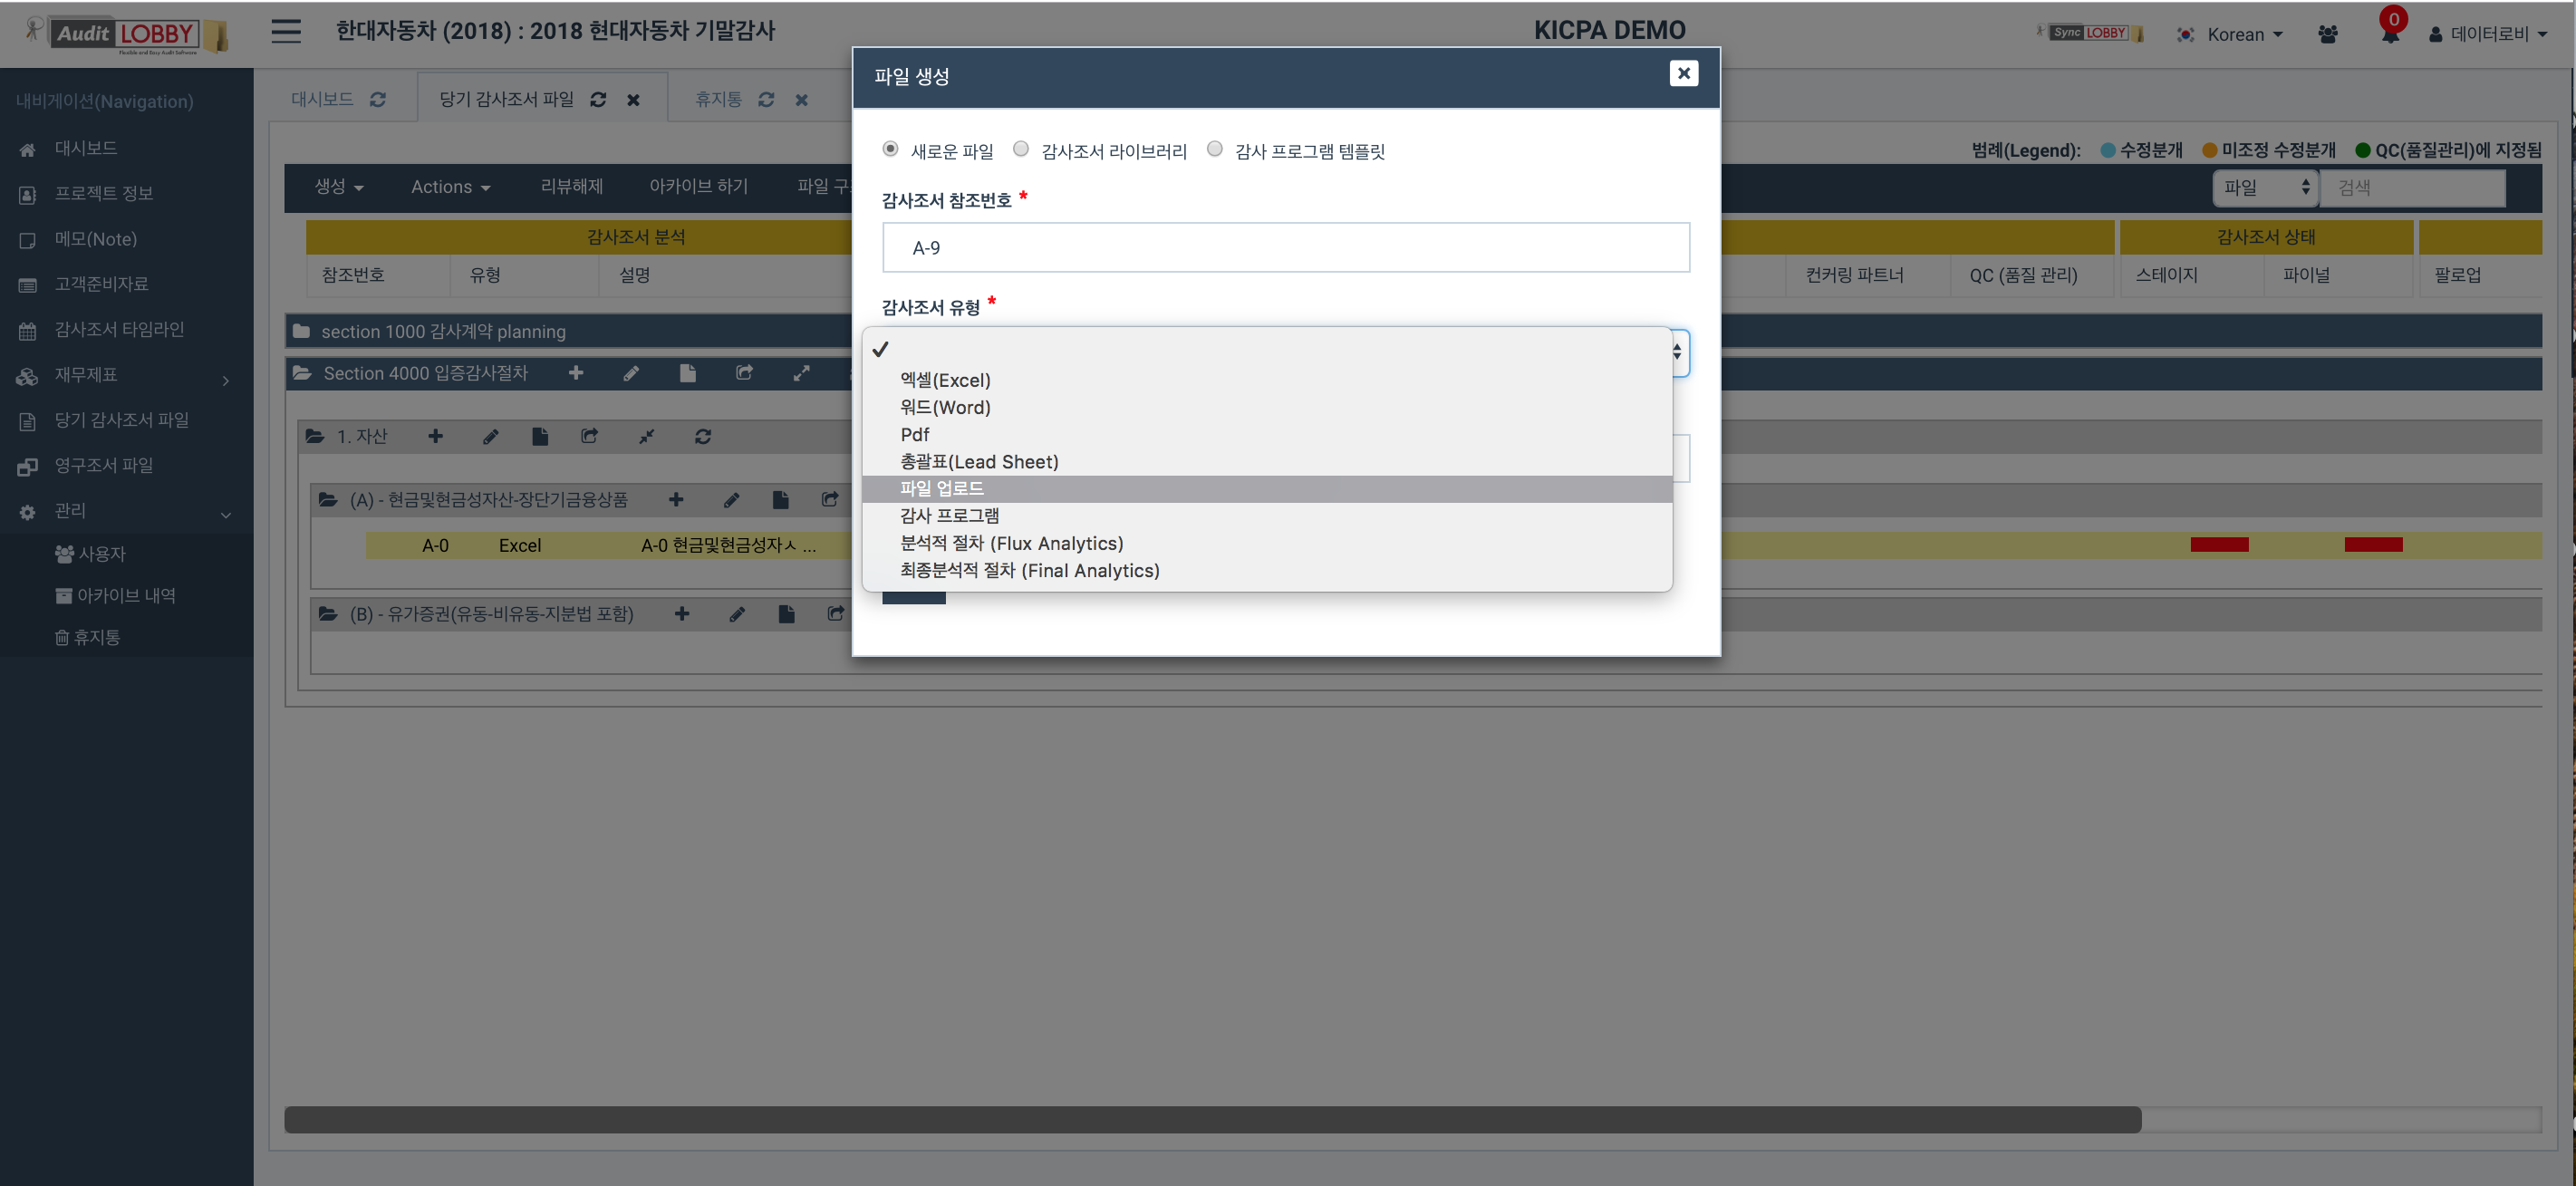 Audit LOBBY
Flexible and Easy Audit Software
한대자동차 (2018) : 2018 현대자동차 기말감사
KICPA DEMO
Sync LOBBY
Korean
0
데이터로비
내비게이션(Navigation)
대시보드
프로젝트 정보
메모(Note)
고객준비자료
감사조서 타임라인
재무제표
당기 감사조서 파일
영구조서 파일
관리
사용자
아카이브 내역
휴지통
대시보드
당기 감사조서 파일
휴지통
범례(Legend): 수정분개 미조정 수정분개 QC(품질관리)에 지정됨
생성 Actions 리뷰해제 아카이브 하기 파일
파일
검색
감사조서 분석
감사조서 상태
참조번호 유형 설명 컨커링 파트너 QC (품질 관리) 스테이지 파이널 팔로업
section 1000 감사계약 planning
Section 4000 입증감사절차
1. 자산
(A) - 현금및현금성자산-장단기금융상품
A-0 Excel A-0 현금및현금성자ㅅ ...
(B) - 유가증권(유동-비유동-지분법 포함)
파일 생성
새로운 파일 감사조서 라이브러리 감사 프로그램 템플릿
감사조서 참조번호 *
A-9
감사조서 유형 *
엑셀(Excel)
워드(Word)
Pdf
총괄표(Lead Sheet)
파일 업로드
감사 프로그램
분석적 절차 (Flux Analytics)
최종분석적 절차 (Final Analytics)